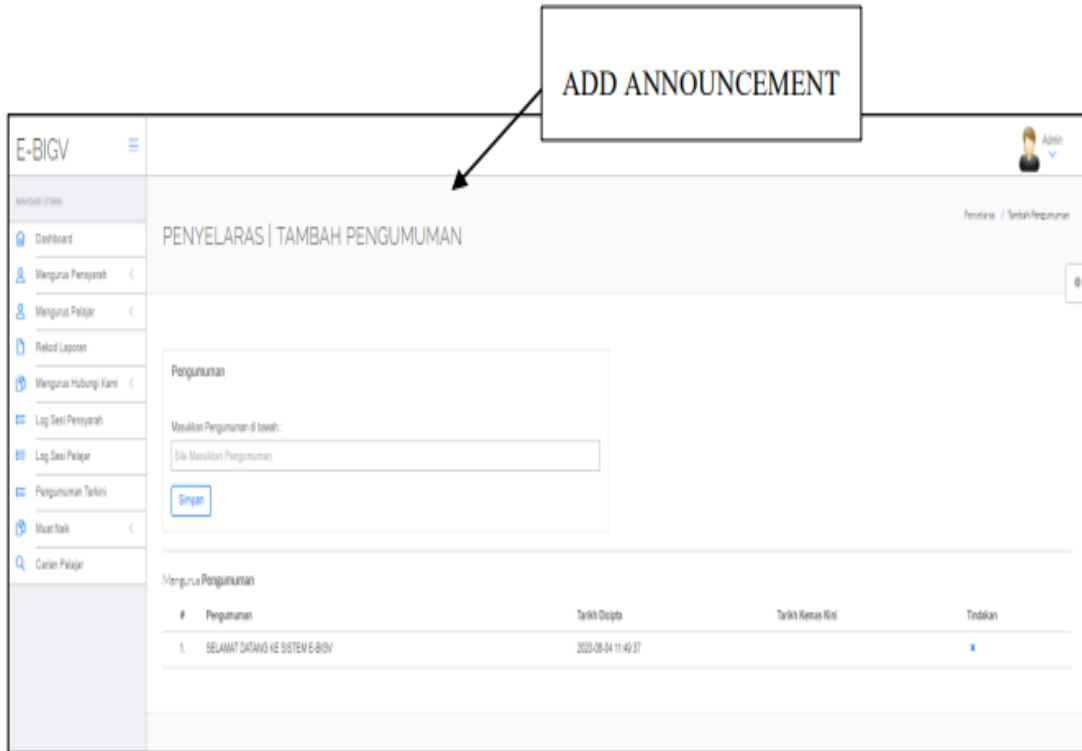 ADD ANNOUNCEMENT
E-BIGV
Admin
NAVIGASI UTAMA
Penyelaras / Tambah Pengumuman
PENYELARAS | TAMBAH PENGUMUMAN
Dashboard
Mengurus Pensyarah
Mengurus Pelajar
Rekod Laporan
Mengurus Hubungi Kami
Log Sesi Pensyarah
Log Sesi Pelajar
Pengumuman Terkini
Muat Naik
Carian Pelajar
Pengumuman
Masukkan Pengumuman di bawah :
Sila Masukkan Pengumuman
Simpan
Mengurus Pengumuman
# Pengumuman Tarikh Dicipta Tarikh Kemas Kini Tindakan
1. SELAMAT DATANG KE SISTEM E-BIGV 2020-08-04 11:49:37